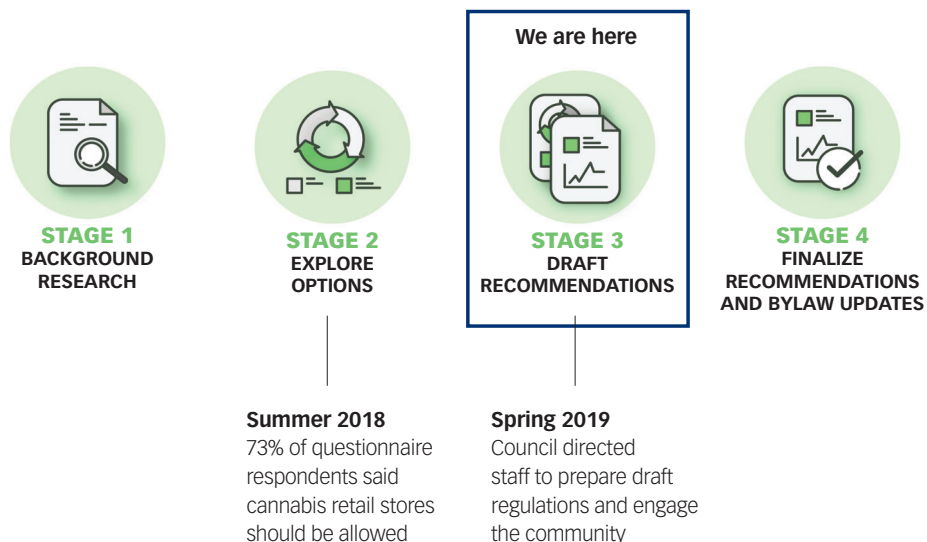 We are here
STAGE 1
BACKGROUND
RESEARCH
STAGE 2
EXPLORE
OPTIONS
STAGE 3
DRAFT
RECOMMENDATIONS
STAGE 4
FINALIZE
RECOMMENDATIONS
AND BYLAW UPDATES
Summer 2018
73% of questionnaire
respondents said
cannabis retail stores
should be allowed
Spring 2019
Council directed
staff to prepare draft
regulations and engage
the community